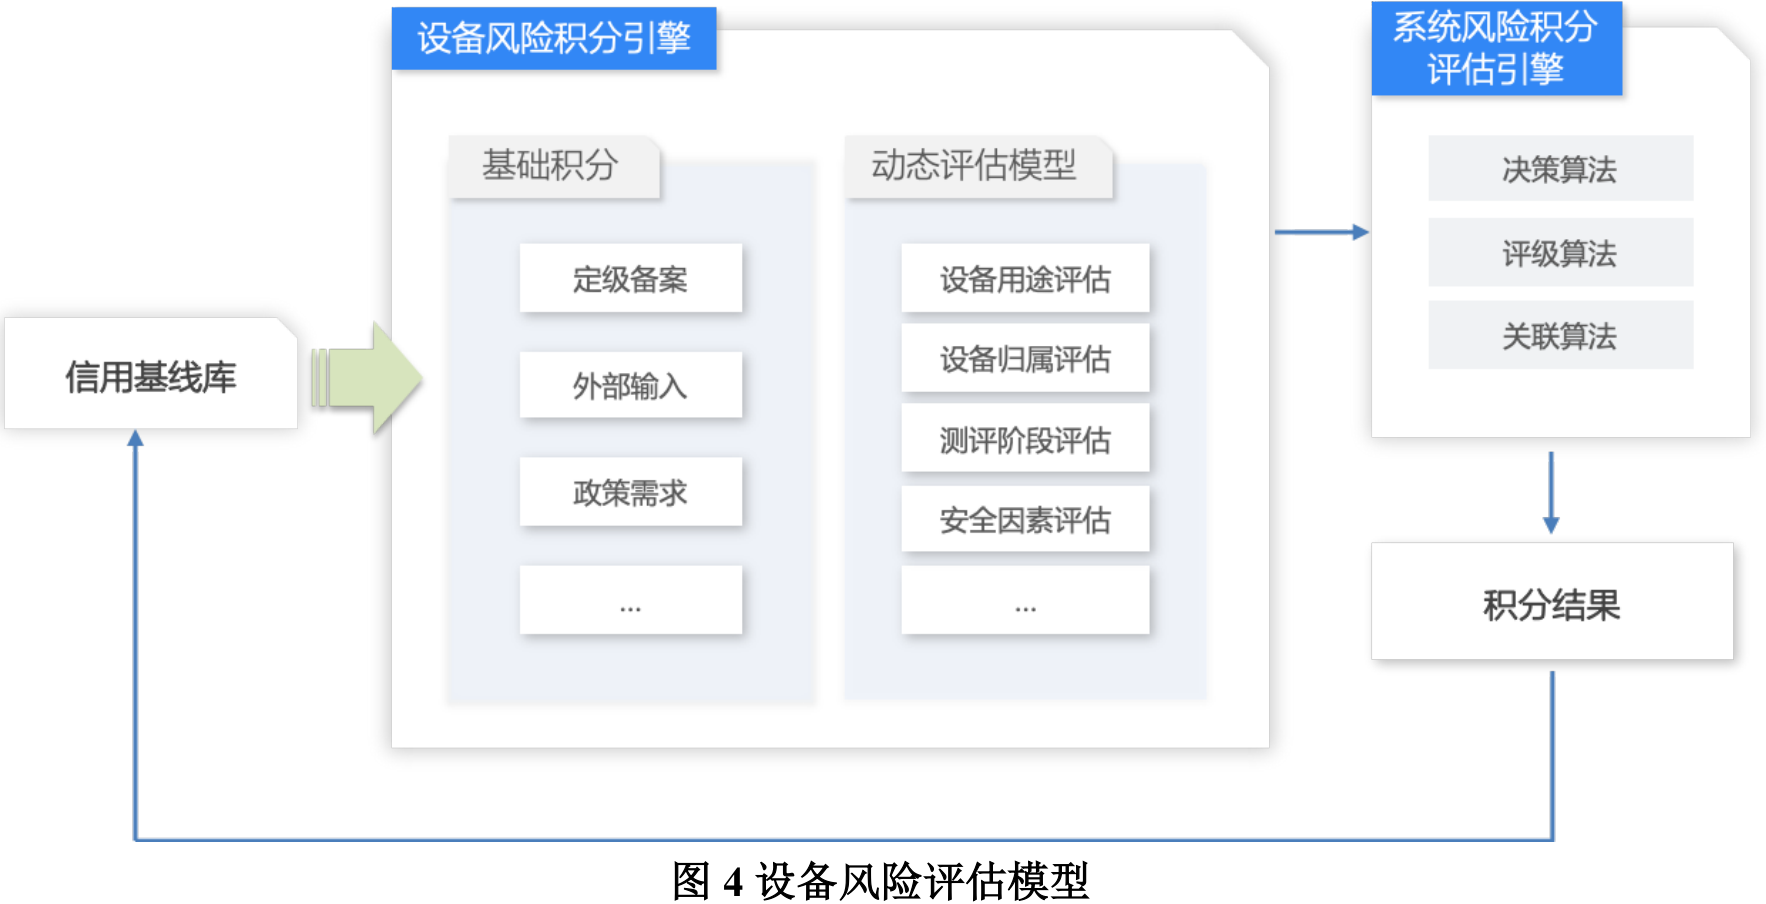 设备风险积分引擎
系统风险积分
评估引擎
基础积分
动态评估模型
决策算法
评级算法
关联算法
定级备案
外部输入
政策需求
...
设备用途评估
设备归属评估
测评阶段评估
安全因素评估
...
信用基线库
积分结果
图 4 设备风险评估模型